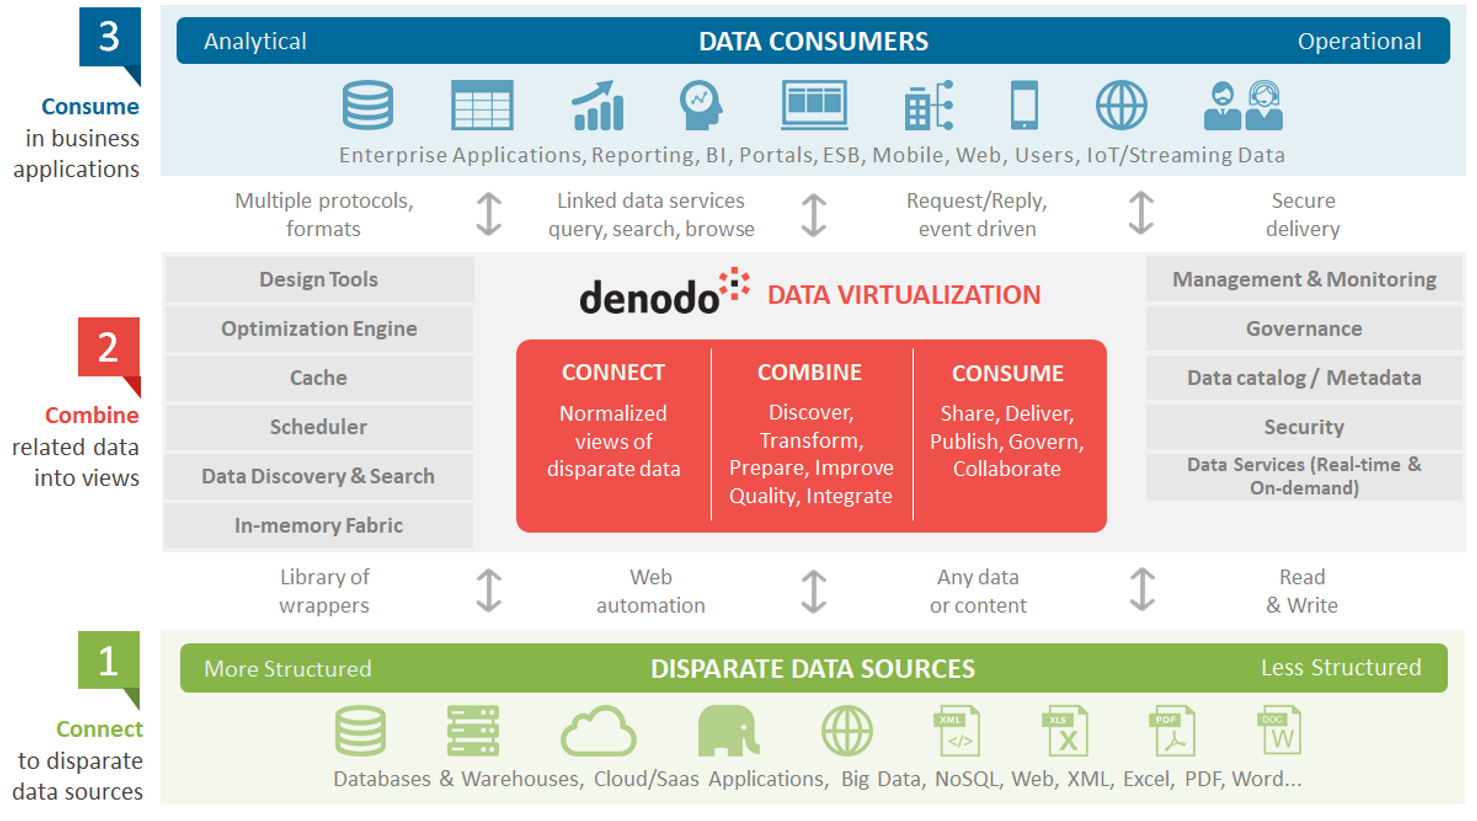 3
Consume
in business
applications
Analytical
DATA CONSUMERS
Operational
Enterprise Applications, Reporting, BI, Portals, ESB, Mobile, Web, Users, IoT/Streaming Data
Multiple protocols,
formats
Linked data services
query, search, browse
Request/Reply,
event driven
Secure
delivery
2
Combine
related data
into views
Design Tools
Optimization Engine
Cache
Scheduler
Data Discovery & Search
In-memory Fabric
denodo DATA VIRTUALIZATION
CONNECT
Normalized
views of
disparate data
COMBINE
Discover,
Transform,
Prepare, Improve
Quality, Integrate
CONSUME
Share, Deliver,
Publish, Govern,
Collaborate
Management & Monitoring
Governance
Data catalog / Metadata
Security
Data Services (Real-time &
On-demand)
Library of
wrappers
Web
automation
Any data
or content
Read
& Write
1
Connect
to disparate
data sources
More Structured
DISPARATE DATA SOURCES
Less Structured
XML
</>
XLS
X
PDF
DOC
W
Databases & Warehouses, Cloud/Saas Applications, Big Data, NoSQL, Web, XML, Excel, PDF, Word...